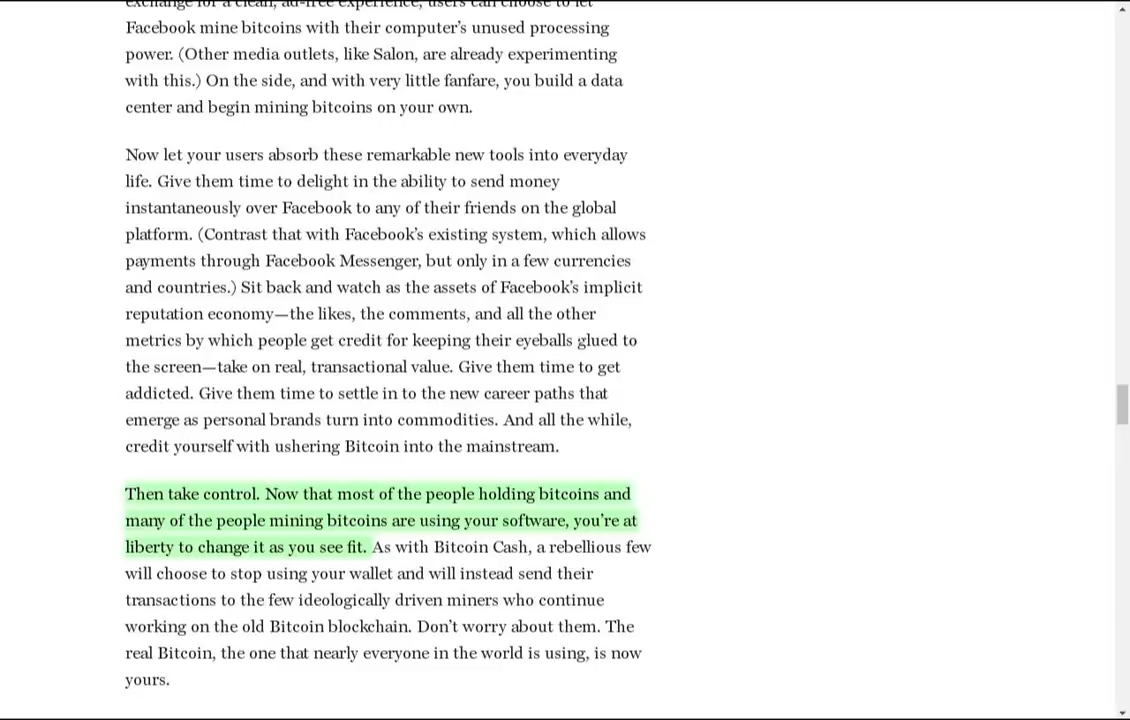 exchange for a clean, ad-free experience, users can choose to let
Facebook mine bitcoins with their computer's unused processing
power. (Other media outlets, like Salon, are already experimenting
with this.) On the side, and with very little fanfare, you build a data
center and begin mining bitcoins on your own.
Now let your users absorb these remarkable new tools into everyday
life. Give them time to delight in the ability to send money
instantaneously over Facebook to any of their friends on the global
platform. (Contrast that with Facebook's existing system, which allows
payments through Facebook Messenger, but only in a few currencies
and countries.) Sit back and watch as the assets of Facebook's implicit
reputation economy—the likes, the comments, and all the other
metrics by which people get credit for keeping their eyeballs glued to
the screen—take on real, transactional value. Give them time to get
addicted. Give them time to settle in to the new career paths that
emerge as personal brands turn into commodities. And all the while,
credit yourself with ushering Bitcoin into the mainstream.
Then take control. Now that most of the people holding bitcoins and
many of the people mining bitcoins are using your software, you're at
liberty to change it as you see fit. As with Bitcoin Cash, a rebellious few
will choose to stop using your wallet and will instead send their
transactions to the few ideologically driven miners who continue
working on the old Bitcoin blockchain. Don't worry about them. The
real Bitcoin, the one that nearly everyone in the world is using, is now
yours.